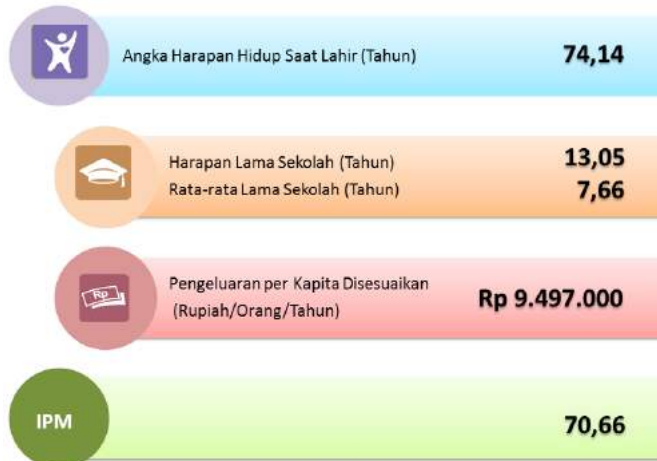 Angka Harapan Hidup Saat Lahir (Tahun) 74,14
Harapan Lama Sekolah (Tahun) 13,05
Rata-rata Lama Sekolah (Tahun) 7,66
Rp
Pengeluaran per Kapita Disesuaikan
(Rupiah/Orang/Tahun) Rp 9.497.000
IPM 70,66